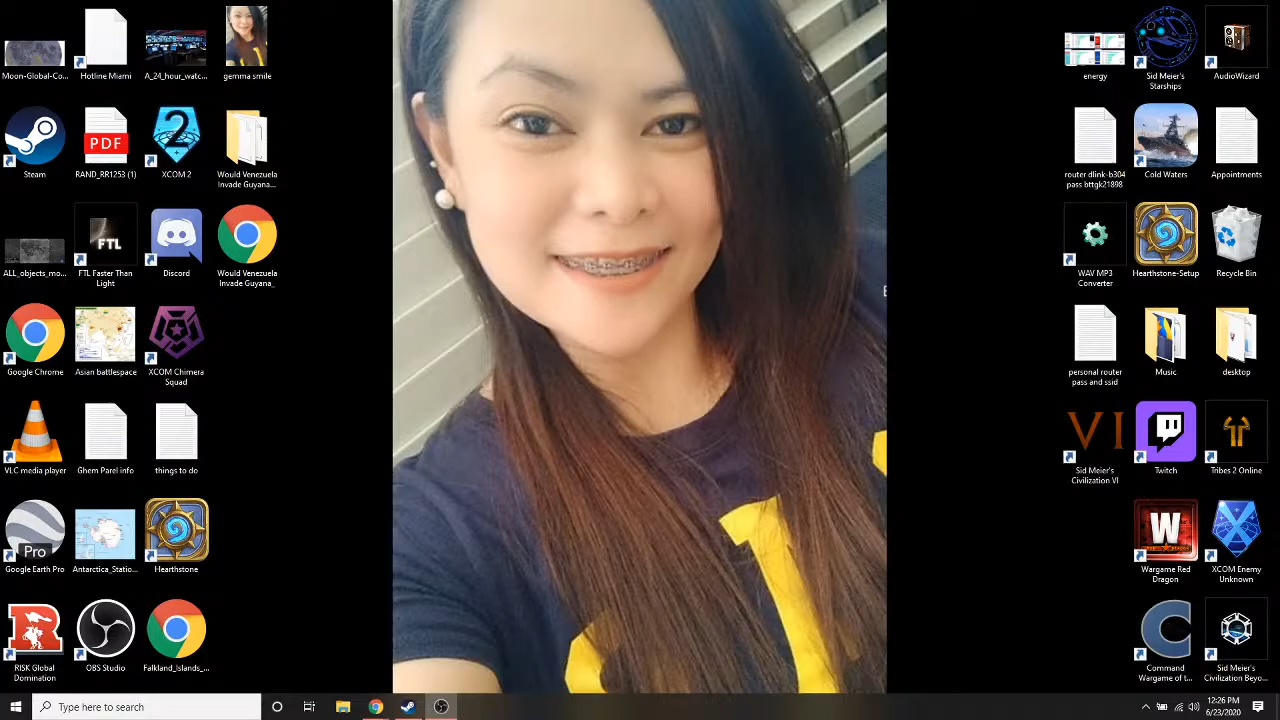 Moon-Global-Co...
Hotline Miami
A_24_hour_watc...
gemma smile
energy
Sid Meier's
Starships
AudioWizard
Steam
PDF
RAND_RR1253 (1)
2
XCOM 2
Would Venezuela
Invade Guyana...
router dlink-b304
pass bttgk21898
Cold Waters
Appointments
ALL_objects_mo...
FTL
FTL Faster Than
Light
Discord
Would Venezuela
Invade Guyana_
WAV MP3
Converter
Hearthstone-Setup
Recycle Bin
Google Chrome
Asian battlespace
XCOM Chimera
Squad
personal router
pass and ssid
Music
desktop
VLC media player
Ghem Parel info
things to do
VI
Sid Meier's
Civilization VI
Twitch
Tribes 2 Online
Pro
Google Earth Pro
Antarctica_Statio...
Hearthstone
W
Wargame Red
Dragon
XCOM Enemy
Unknown
R
RISK Global
Domination
OBS Studio
Falkland_Islands_...
C
Command
Wargame of t...
Sid Meier's
Civilization Beyo...
Type here to search
12:26 PM
6/23/2020